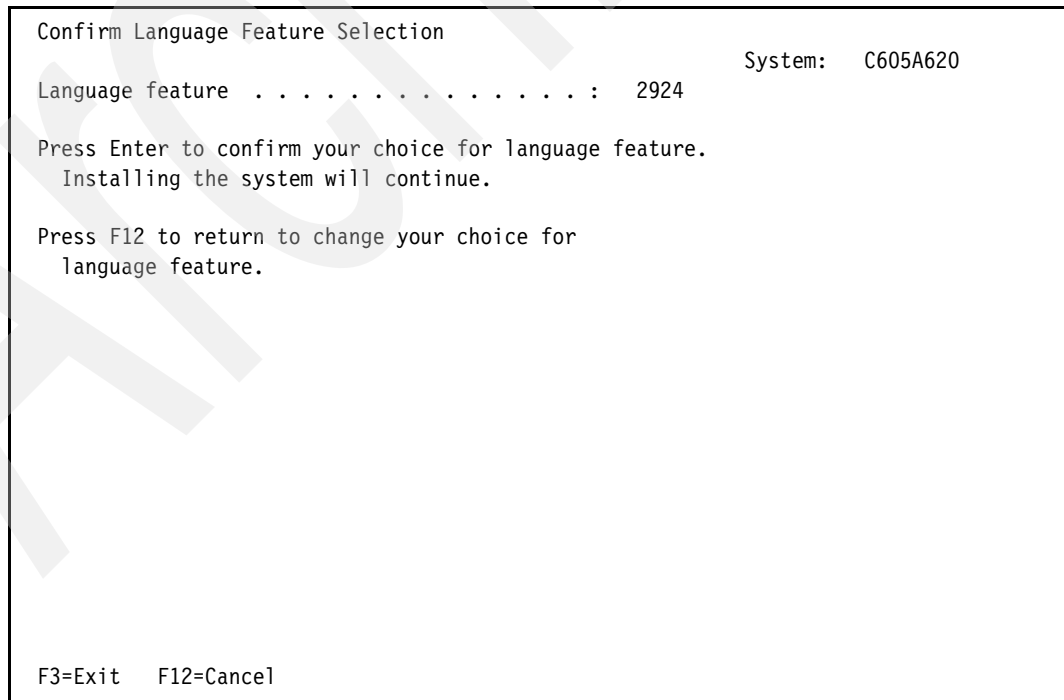 Confirm Language Feature Selection
System: C605A620
Language feature . . . . . . . . . . . . . . . : 2924
Press Enter to confirm your choice for language feature.
Installing the system will continue.
Press F12 to return to change your choice for
language feature.
F3=Exit F12=Cancel